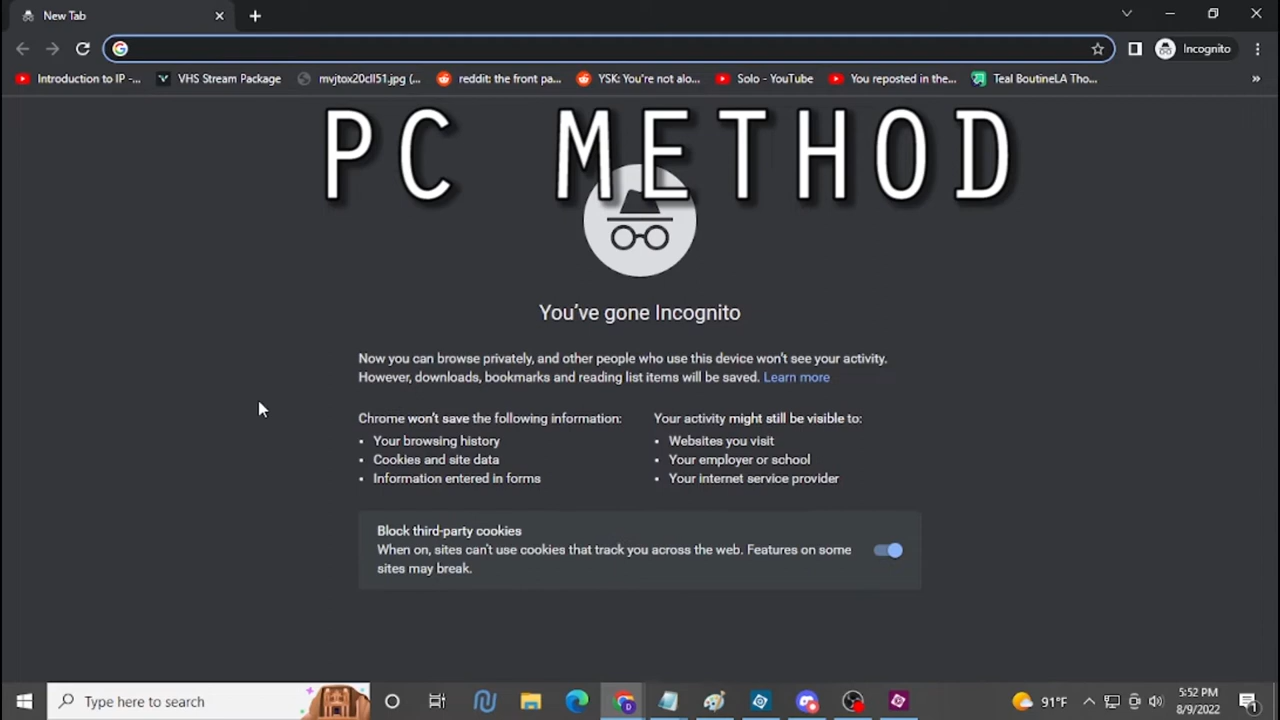 New Tab
Incognito
Introduction to IP -...
VHS Stream Package
mvjtox20cll51.jpg (...
reddit: the front pa...
YSK: You're not alo...
Solo - YouTube
You reposted in the...
Teal BoutineLA Tho...
»
PC METHOD
You've gone Incognito
Now you can browse privately, and other people who use this device won't see your activity.
However, downloads, bookmarks and reading list items will be saved. Learn more
Chrome won't save the following information:
• Your browsing history
• Cookies and site data
• Information entered in forms
Your activity might still be visible to:
• Websites you visit
• Your employer or school
• Your internet service provider
Block third-party cookies
When on, sites can't use cookies that track you across the web. Features on some
sites may break.
Type here to search
91°F
5:52 PM
8/9/2022
1